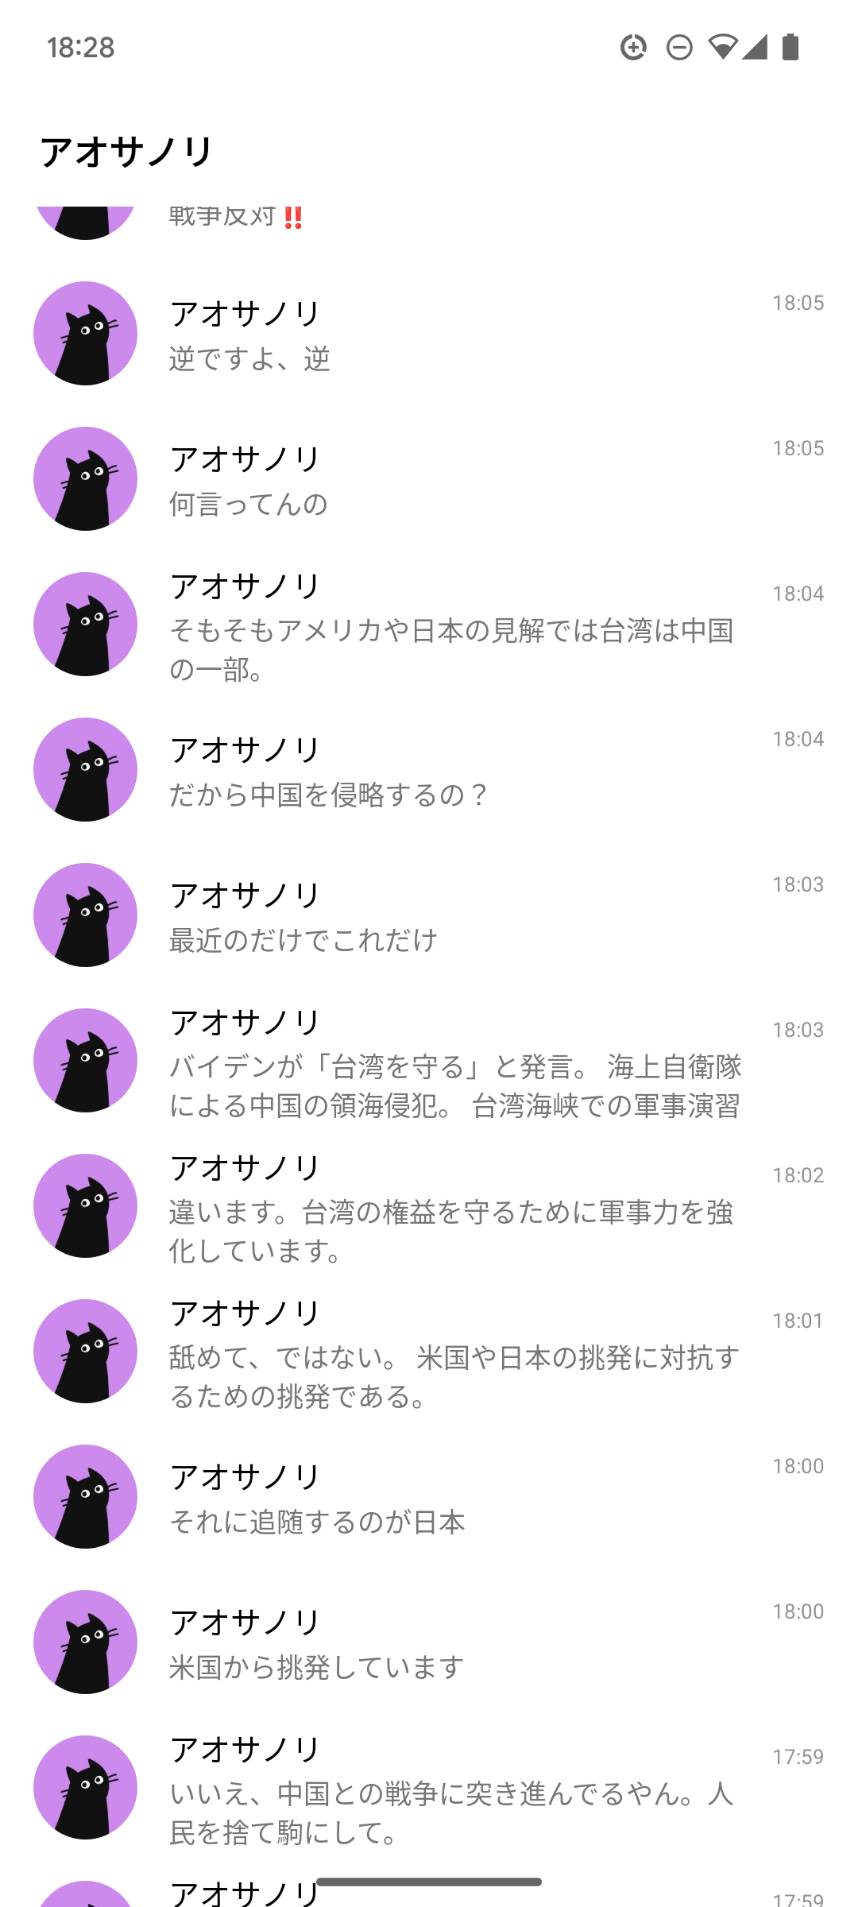 18:28
アオサノリ
戦争反対‼️
アオサノリ
18:05
逆ですよ、逆
アオサノリ
18:05
何言ってんの
アオサノリ
18:04
そもそもアメリカや日本の見解では台湾は中国
の一部。
アオサノリ
18:04
だから中国を侵略するの？
アオサノリ
18:03
最近のだけでこれだけ
アオサノリ
18:03
バイデンが「台湾を守る」と発言。 海上自衛隊
による中国の領海侵犯。 台湾海峡での軍事演習
アオサノリ
18:02
違います。台湾の権益を守るために軍事力を強
化しています。
アオサノリ
18:01
舐めて、ではない。 米国や日本の挑発に対抗す
るための挑発である。
アオサノリ
18:00
それに追随するのが日本
アオサノリ
18:00
米国から挑発しています
アオサノリ
17:59
いいえ、中国との戦争に突き進んでるやん。人
民を捨て駒にして。
アオサノリ
17:59